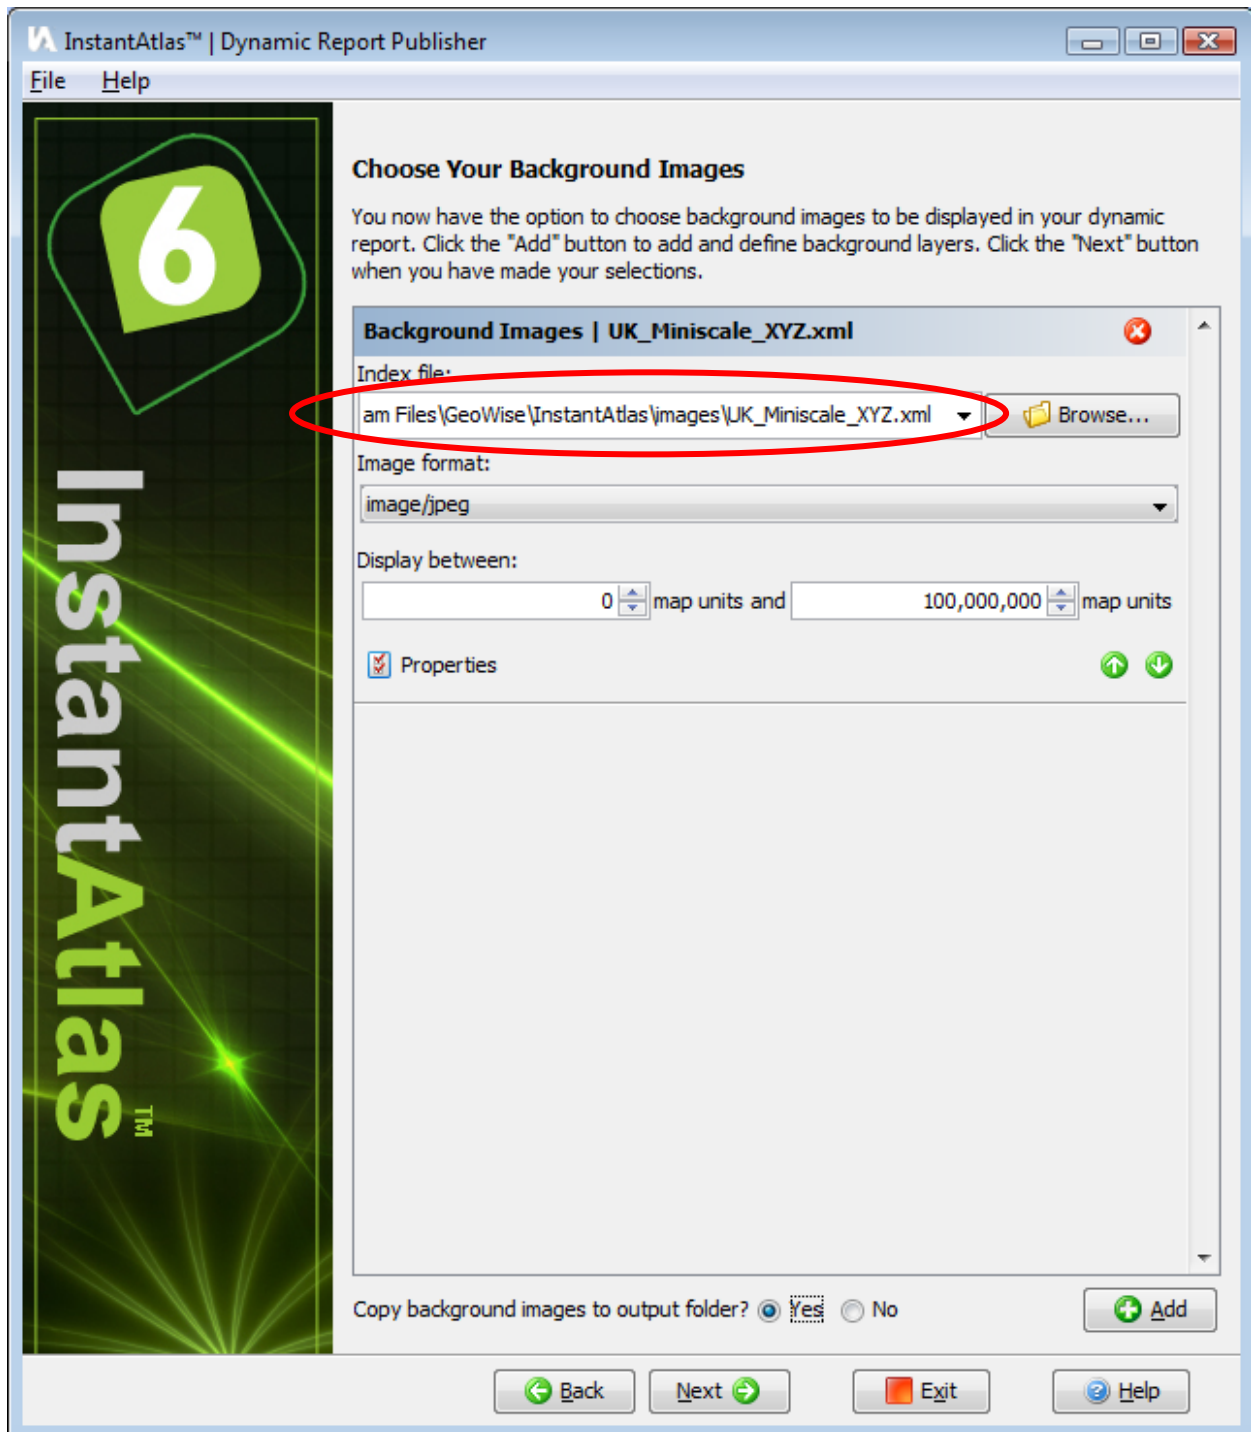 InstantAtlas™ | Dynamic Report Publisher
File Help
6
InstantAtlas™
Choose Your Background Images
You now have the option to choose background images to be displayed in your dynamic
report. Click the "Add" button to add and define background layers. Click the "Next" button
when you have made your selections.
Background Images | UK_Miniscale_XYZ.xml
Index file:
am Files\GeoWise\InstantAtlas\images\UK_Miniscale_XYZ.xml Browse...
Image format:
image/jpeg
Display between:
0 map units and 100,000,000 map units
Properties
Copy background images to output folder? Yes No Add
Back Next Exit Help